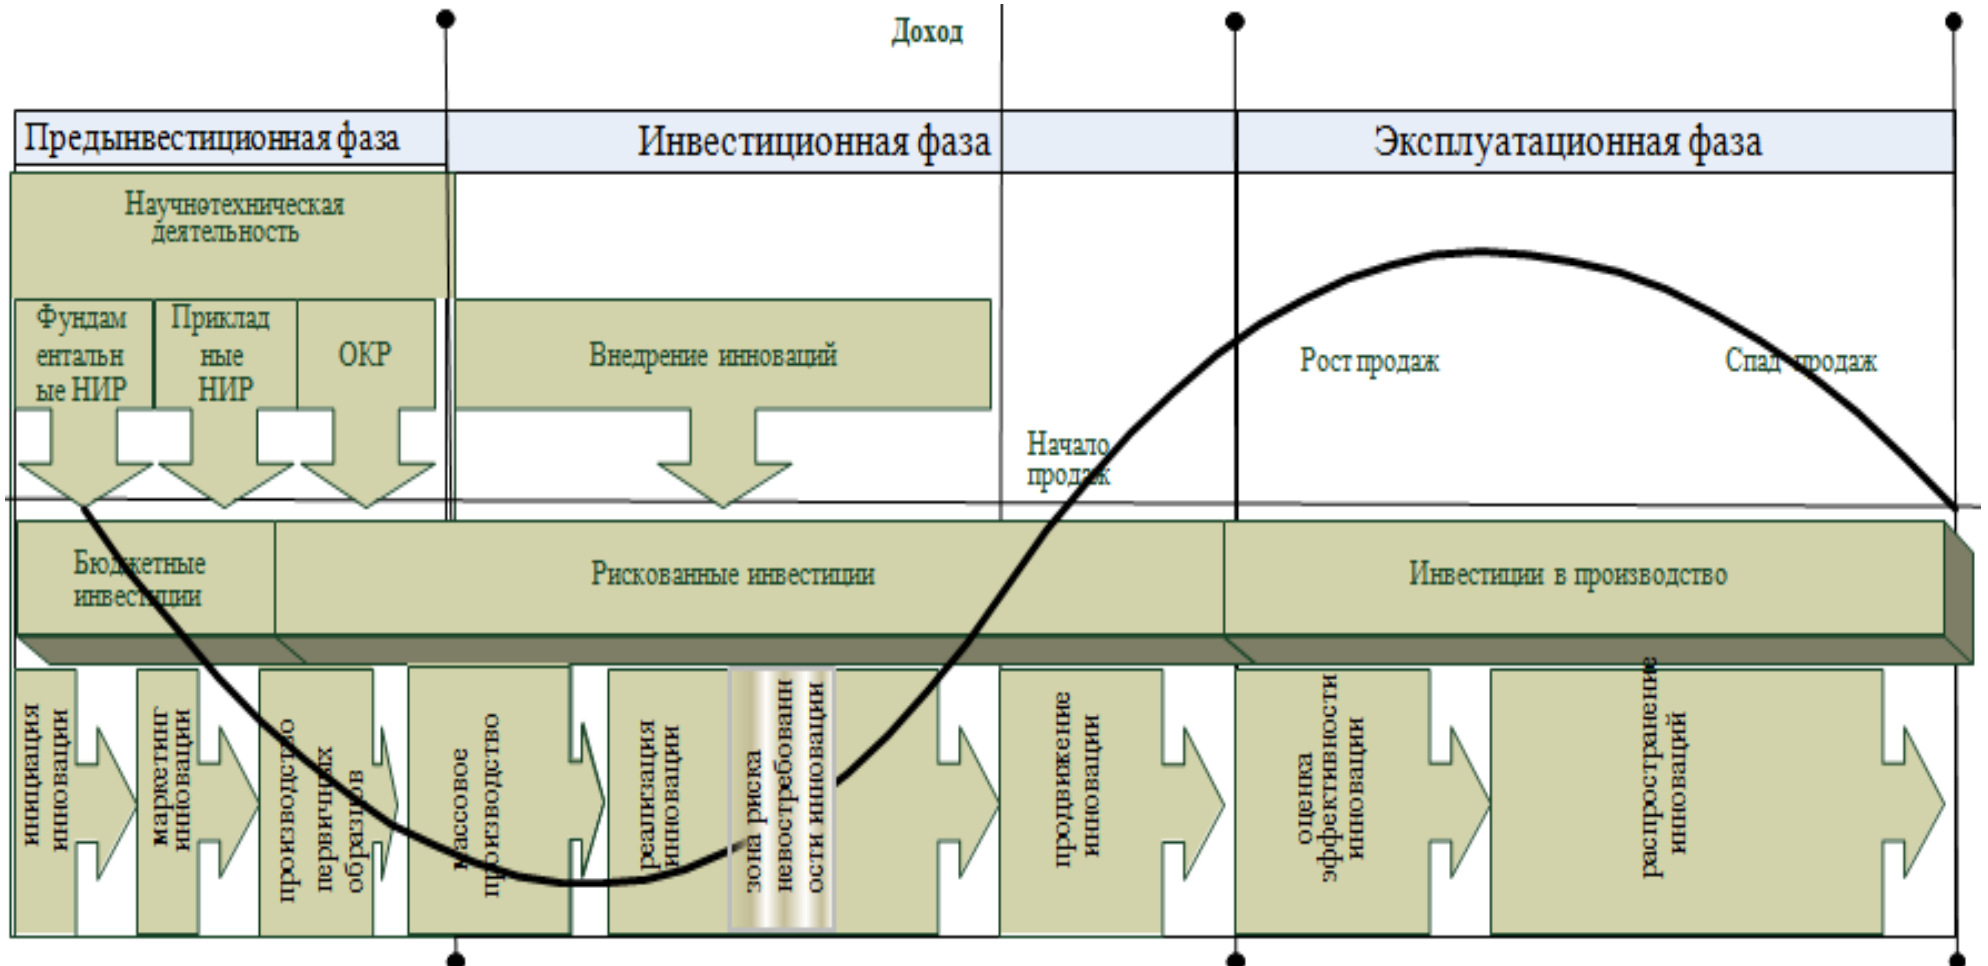 Доход
Предынвестиционная фаза
Инвестиционная фаза
Эксплуатационная фаза
Научнотехническая
деятельность
Фундам
ентальн
ые НИР
Приклад
ные
НИР
ОКР
Внедрение инноваций
Рост продаж
Спад продаж
Начало
продаж
Бюджетные
инвестиции
Рискованные инвестиции
Инвестиции в производство
инициация
инновации
маркетинг
инновации
производство
первичных
образцов
массовое
производство
реализация
инновации
зона риска
невостребованн
ости инновации
продвижение
инновации
оценка
эффективности
инновации
распространение
инноваций